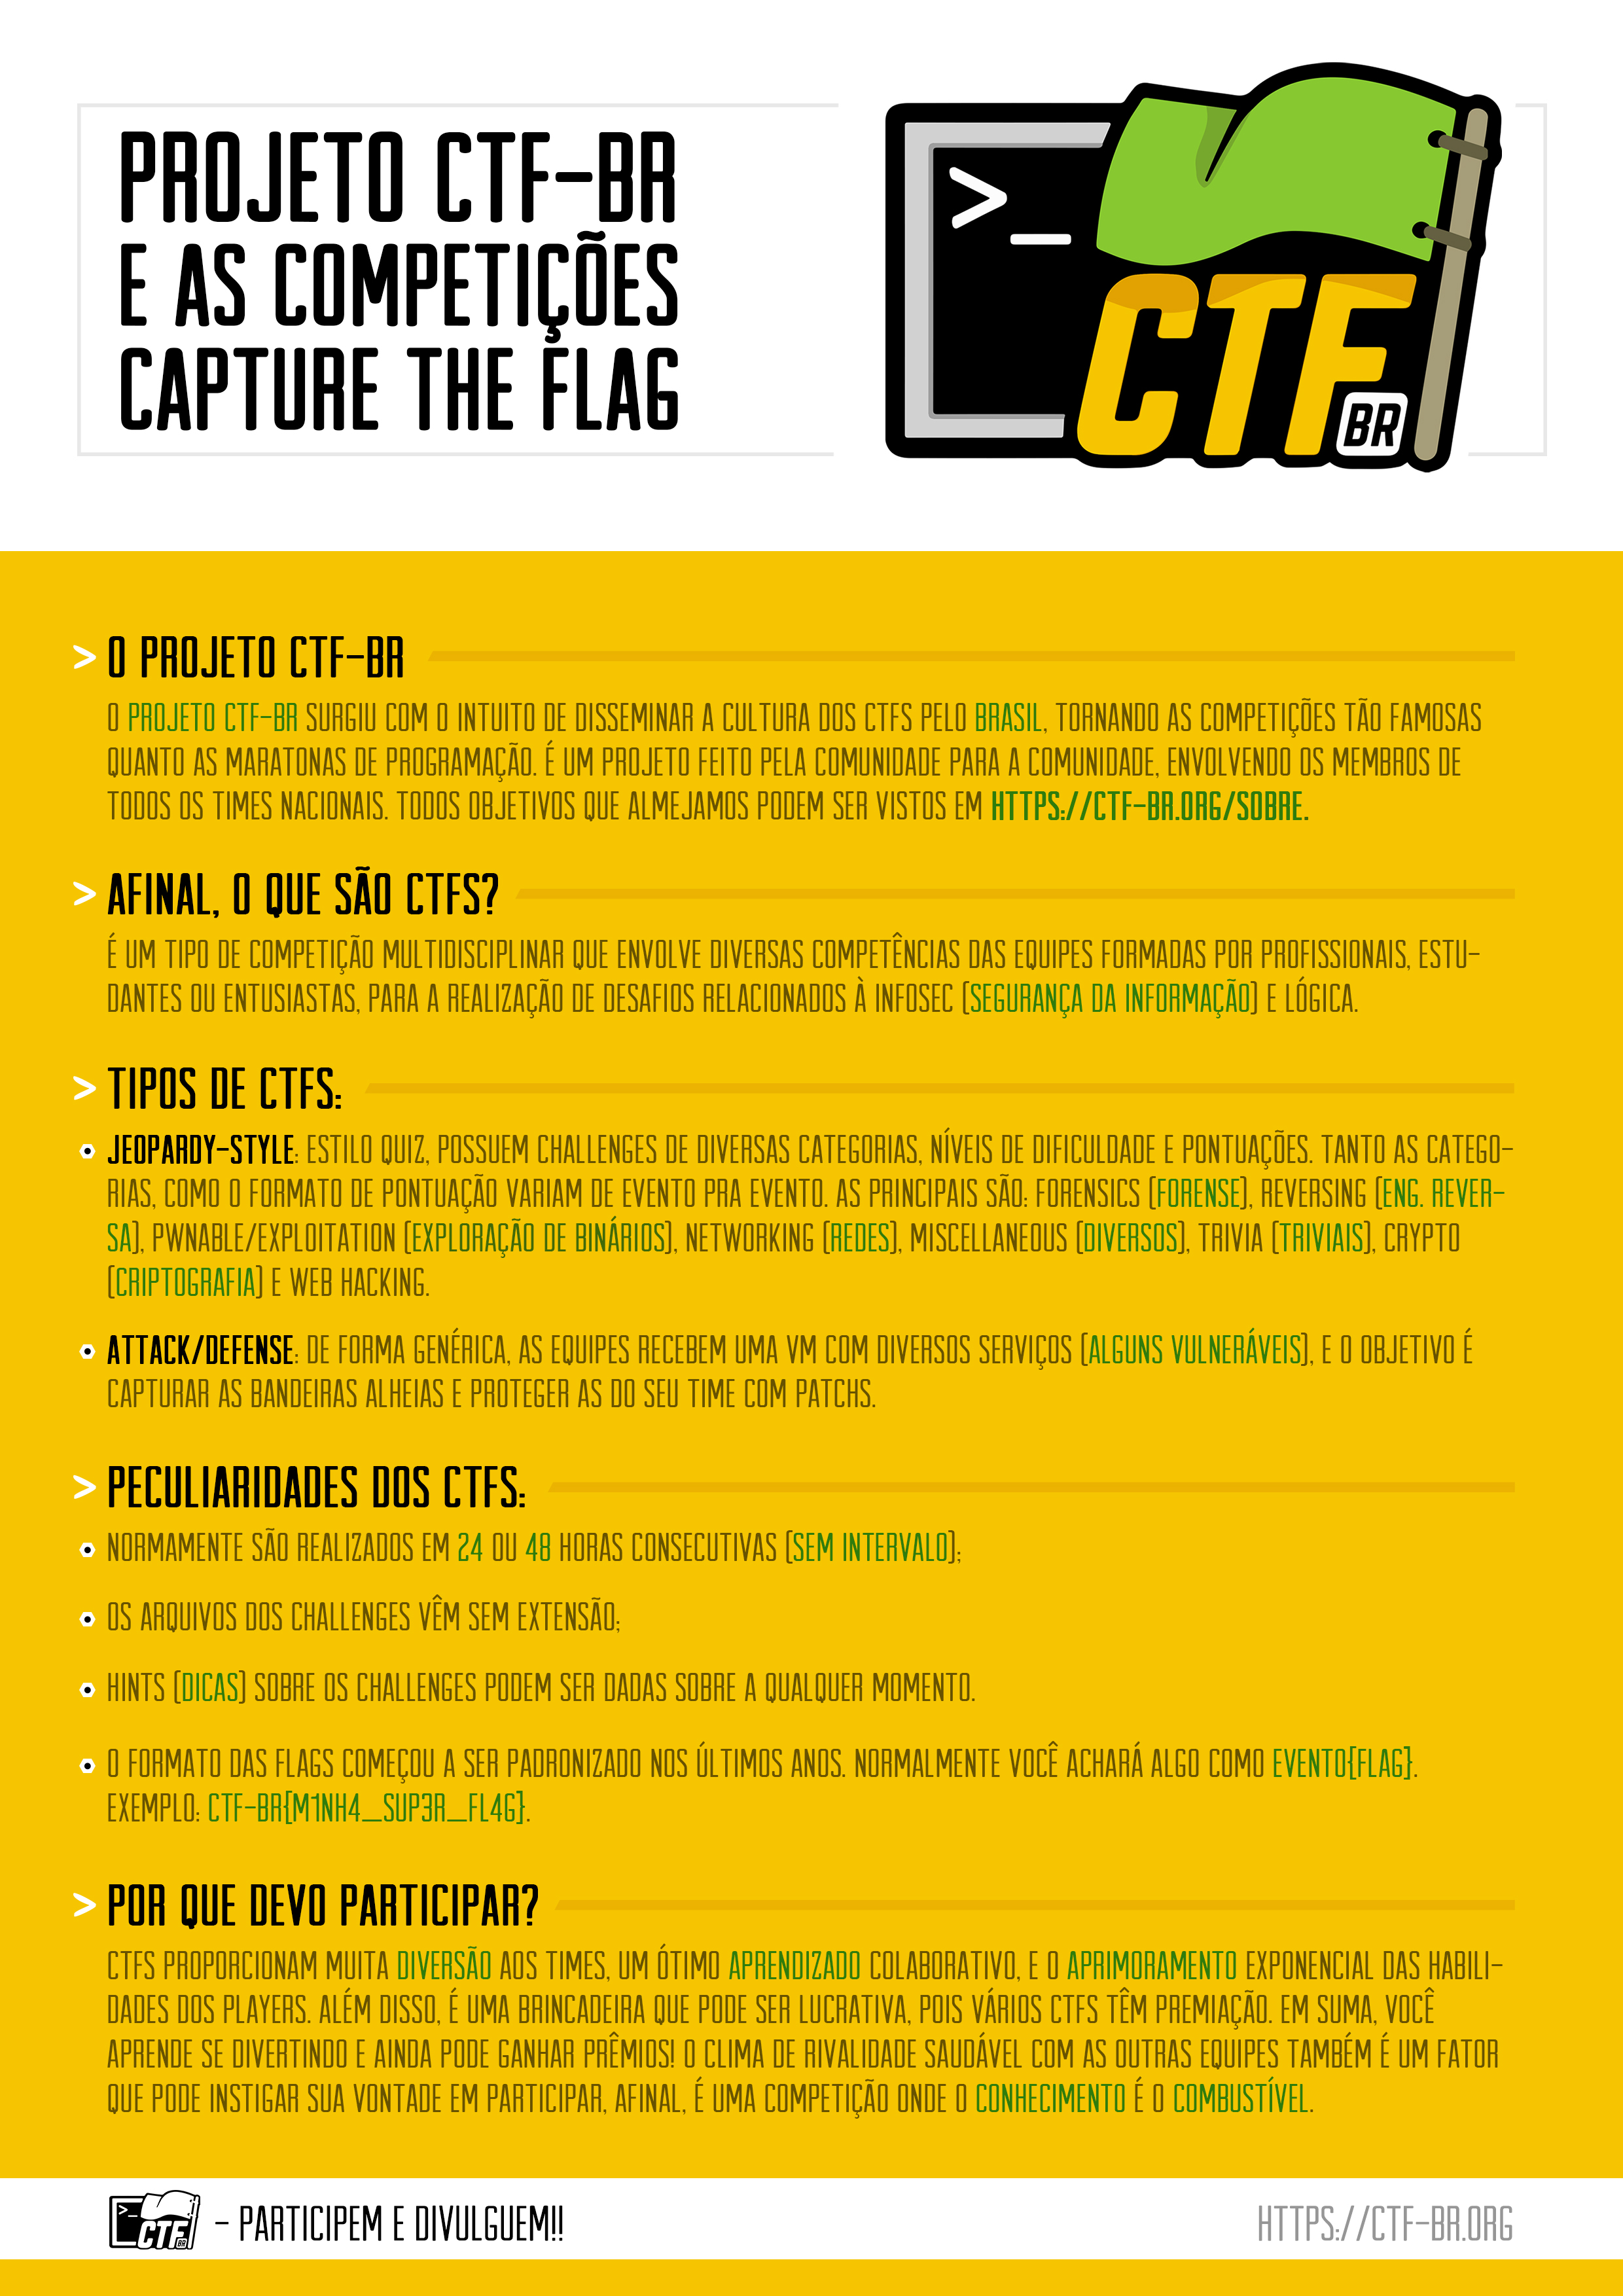 PROJETO CTF-BR
E AS COMPETIÇÕES
CAPTURE THE FLAG
>_
CTF
BR
> O PROJETO CTF-BR
O PROJETO CTF-BR SURGIU COM O INTUITO DE DISSEMINAR A CULTURA DOS CTFS PELO BRASIL, TORNANDO AS COMPETIÇÕES TÃO FAMOSAS
QUANTO AS MARATONAS DE PROGRAMAÇÃO. É UM PROJETO FEITO PELA COMUNIDADE PARA A COMUNIDADE, ENVOLVENDO OS MEMBROS DE
TODOS OS TIMES NACIONAIS. TODOS OBJETIVOS QUE ALMEJAMOS PODEM SER VISTOS EM HTTPS://CTF-BR.ORG/SOBRE.
> AFINAL, O QUE SÃO CTFS?
É UM TIPO DE COMPETIÇÃO MULTIDISCIPLINAR QUE ENVOLVE DIVERSAS COMPETÊNCIAS DAS EQUIPES FORMADAS POR PROFISSIONAIS, ESTU-
DANTES OU ENTUSIASTAS, PARA A REALIZAÇÃO DE DESAFIOS RELACIONADOS À INFOSEC (SEGURANÇA DA INFORMAÇÃO) E LÓGICA.
> TIPOS DE CTFS:
JEOPARDY-STYLE: ESTILO QUIZ, POSSUEM CHALLENGES DE DIVERSAS CATEGORIAS, NÍVEIS DE DIFICULDADE E PONTUAÇÕES. TANTO AS CATEGO-
RIAS, COMO O FORMATO DE PONTUAÇÃO VARIAM DE EVENTO PRA EVENTO. AS PRINCIPAIS SÃO: FORENSICS (FORENSE), REVERSING (ENG. REVER-
SA), PWNABLE/EXPLOITATION (EXPLORAÇÃO DE BINÁRIOS), NETWORKING (REDES), MISCELLANEOUS (DIVERSOS), TRIVIA (TRIVIAIS), CRYPTO
(CRIPTOGRAFIA) E WEB HACKING.
ATTACK/DEFENSE: DE FORMA GENÉRICA, AS EQUIPES RECEBEM UMA VM COM DIVERSOS SERVIÇOS (ALGUNS VULNERÁVEIS), E O OBJETIVO É
CAPTURAR AS BANDEIRAS ALHEIAS E PROTEGER AS DO SEU TIME COM PATCHS.
> PECULIARIDADES DOS CTFS:
NORMAMENTE SÃO REALIZADOS EM 24 OU 48 HORAS CONSECUTIVAS (SEM INTERVALO);
OS ARQUIVOS DOS CHALLENGES VÊM SEM EXTENSÃO;
HINTS (DICAS) SOBRE OS CHALLENGES PODEM SER DADAS SOBRE A QUALQUER MOMENTO.
O FORMATO DAS FLAGS COMEÇOU A SER PADRONIZADO NOS ÚLTIMOS ANOS. NORMALMENTE VOCÊ ACHARÁ ALGO COMO EVENTO{FLAG}.
EXEMPLO: CTF-BR{M1NH4_SUP3R_FL4G}.
> POR QUE DEVO PARTICIPAR?
CTFS PROPORCIONAM MUITA DIVERSÃO AOS TIMES, UM ÓTIMO APRENDIZADO COLABORATIVO, E O APRIMORAMENTO EXPONENCIAL DAS HABILI-
DADES DOS PLAYERS. ALÉM DISSO, É UMA BRINCADEIRA QUE PODE SER LUCRATIVA, POIS VÁRIOS CTFS TÊM PREMIAÇÃO. EM SUMA, VOCÊ
APRENDE SE DIVERTINDO E AINDA PODE GANHAR PRÊMIOS! O CLIMA DE RIVALIDADE SAUDÁVEL COM AS OUTRAS EQUIPES TAMBÉM É UM FATOR
QUE PODE INSTIGAR SUA VONTADE EM PARTICIPAR, AFINAL, É UMA COMPETIÇÃO ONDE O CONHECIMENTO É O COMBUSTÍVEL.
>_ CTF BR - PARTICIPEM E DIVULGUEM!! HTTPS://CTF-BR.ORG